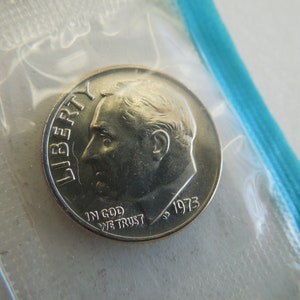 LIBERTY
IN GOD
WE TRUST
1973